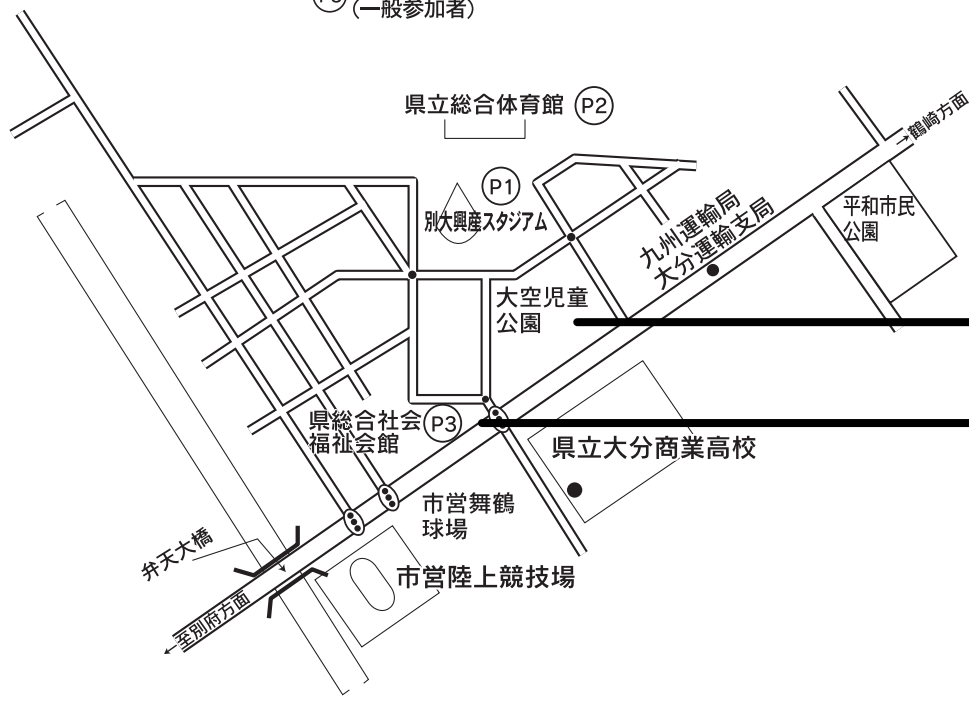 (一般参加者)
県立総合体育館 P2
P1
別大興産スタジアム
→鶴崎方面
平和市民
公園
九州運輸局
大分運輸支局
大空児童
公園
県総合社会
福祉会館
P3
県立大分商業高校
市営舞鶴
球場
弁天大橋
市営陸上競技場
←至別府方面